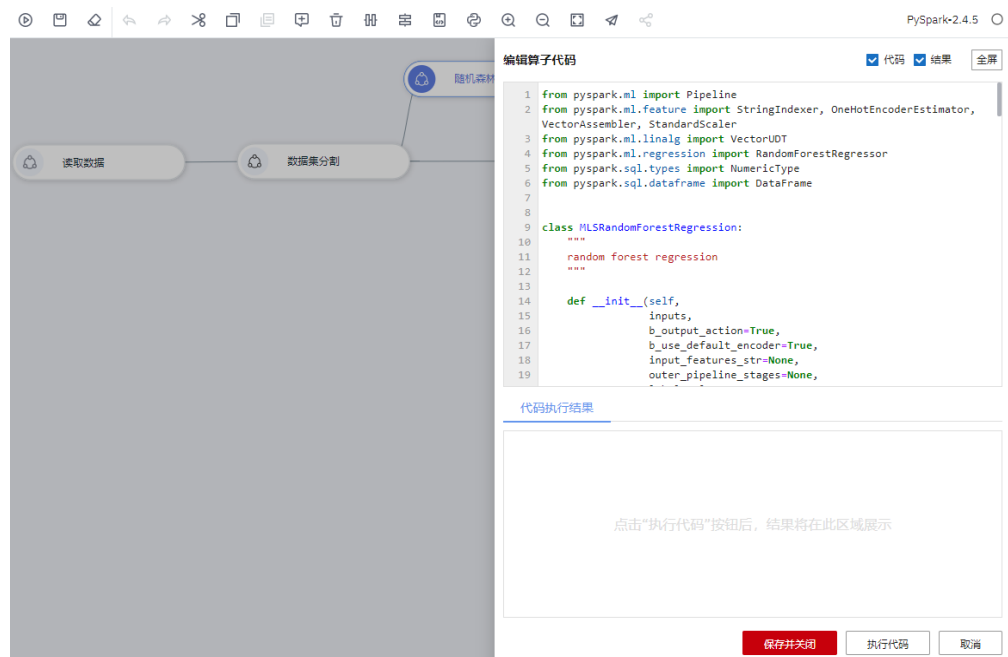 PySpark-2.4.5
编辑算子代码
代码 结果 全屏
随机森林
读取数据
数据集分割
1 from pyspark.ml import Pipeline
2 from pyspark.ml.feature import StringIndexer, OneHotEncoderEstimator,
VectorAssembler, StandardScaler
3 from pyspark.ml.linalg import VectorUDT
4 from pyspark.ml.regression import RandomForestRegressor
5 from pyspark.sql.types import NumericType
6 from pyspark.sql.dataframe import DataFrame
7
8
9 class MLSRandomForestRegression:
10 """
11 random forest regression
12 """
13
14 def __init__(self,
15 inputs,
16 b_output_action=True,
17 b_use_default_encoder=True,
18 input_features_str=None,
19 outer_pipeline_stages=None,
代码执行结果
点击“执行代码”按钮后，结果将在此区域展示
保存并关闭 执行代码 取消